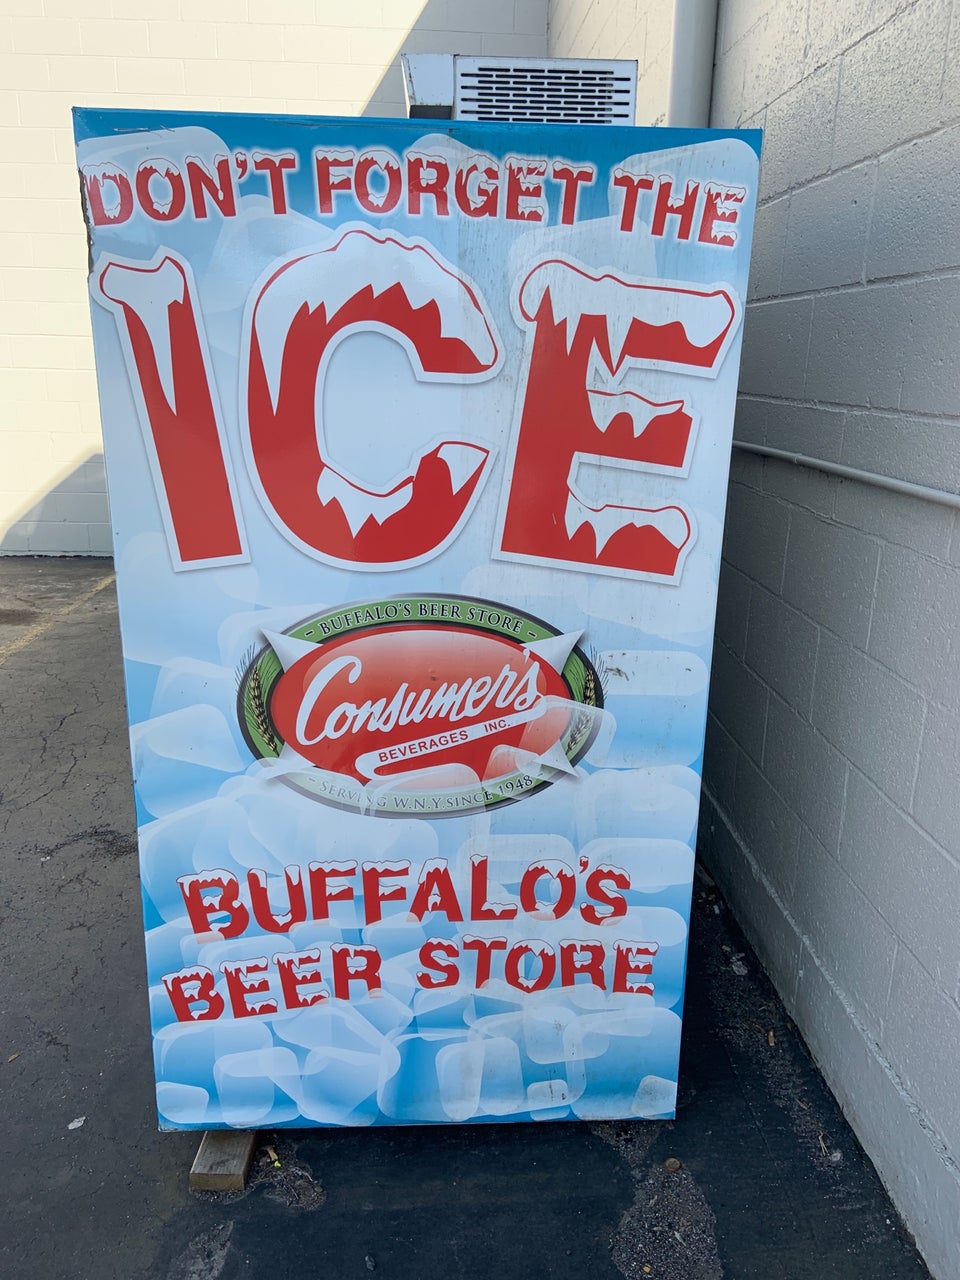 DON'T FORGET THE
ICE
- BUFFALO'S BEER STORE -
Consumer's
BEVERAGES INC.
- SERVING W.N.Y. SINCE 1948 -
BUFFALO'S
BEER STORE